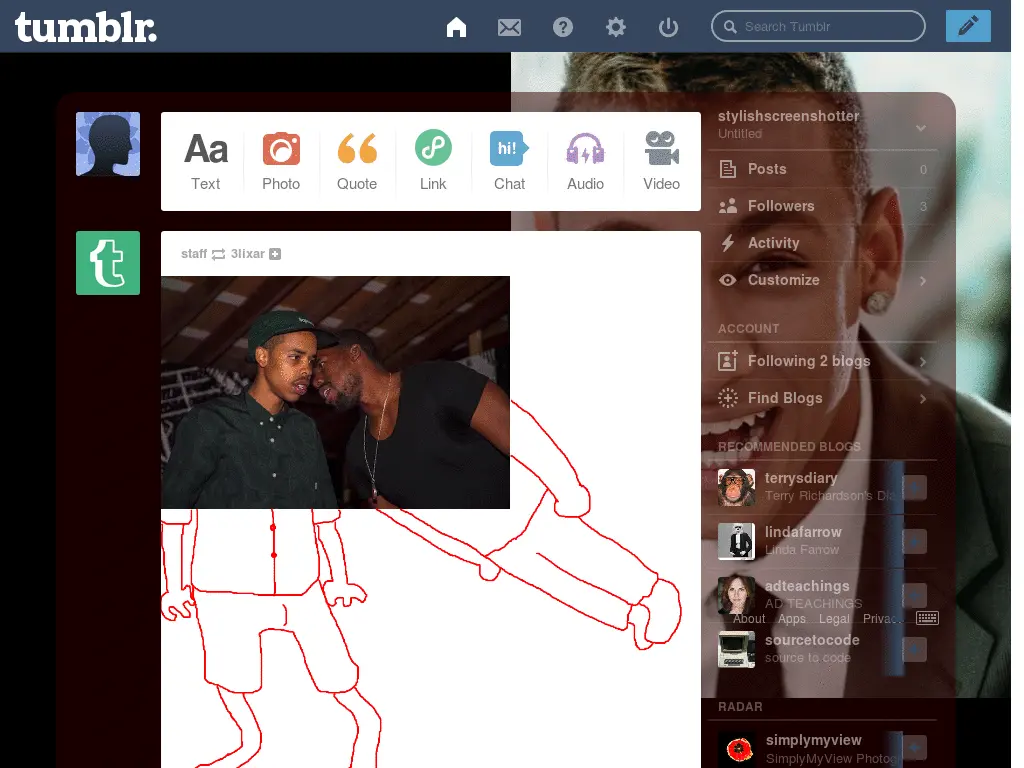 tumblr.
Search Tumblr
Aa
hi!
Text
Photo
Quote
Link
Chat
Audio
Video
t
staff 3lixar
stylishscreenshotter
Untitled
Posts 0
Followers 3
Activity
Customize
ACCOUNT
Following 2 blogs
Find Blogs
RECOMMENDED BLOGS
terrysdiary
Terry Richardson's Dia
lindafarrow
Linda Farrow
adteachings
AD TEACHINGS
About Apps Legal Privac
sourcetocode
source to code
RADAR
simplymyview
SimplyMyView Photog